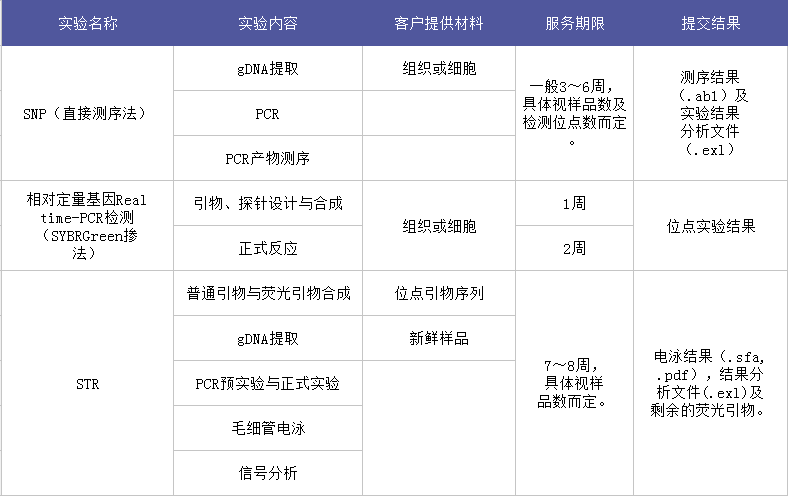 实验名称
实验内容
客户提供材料
服务期限
提交结果
SNP（直接测序法）
gDNA提取
组织或细胞
PCR
PCR产物测序
一般3～6周，
具体视样品数及
检测位点数而定
。
测序结果
（.ab1）及
实验结果
分析文件
（.exl）
相对定量基因Real
time-PCR检测
（SYBRGreen掺
法）
引物、探针设计与合成
正式反应
组织或细胞
1周
2周
位点实验结果
STR
普通引物与荧光引物合成
位点引物序列
gDNA提取
新鲜样品
PCR预实验与正式实验
毛细管电泳
信号分析
7～8周，
具体视样
品数而定。
电泳结果（.sfa,
.pdf），结果分
析文件(.exl)及
剩余的荧光引物。